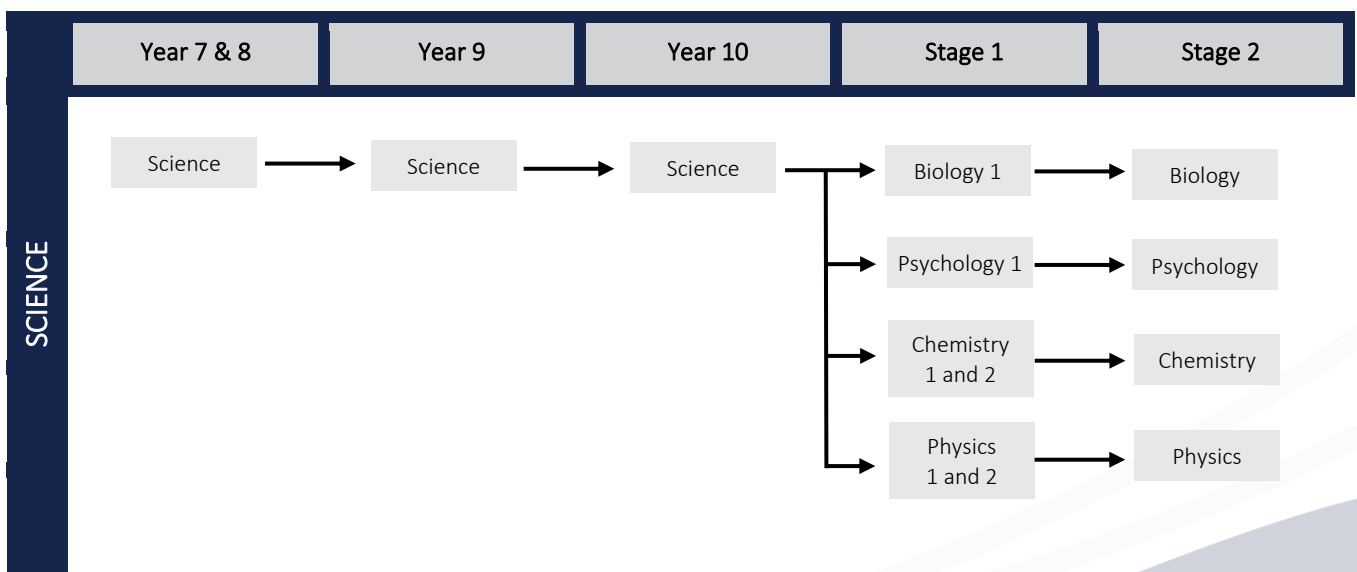 Year 7 & 8
Year 9
Year 10
Stage 1
Stage 2
SCIENCE
Science
Science
Science
Biology 1
Biology
Psychology 1
Psychology
Chemistry
1 and 2
Chemistry
Physics
1 and 2
Physics